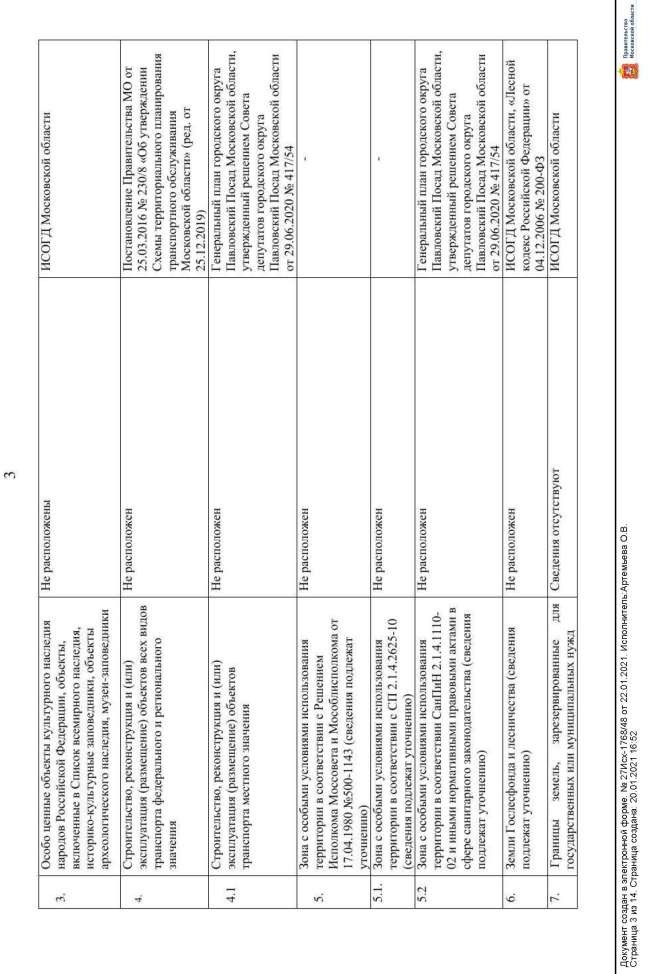 3
3.
Особо ценные объекты культурного наследия
народов Российской Федерации, объекты,
включенные в Список всемирного наследия,
историко-культурные заповедники, объекты
археологического наследия, музеи-заповедники
Не расположены
ИСОГД Московской области
4.
Строительство, реконструкция и (или)
эксплуатация (размещение) объектов всех видов
транспорта федерального и регионального
значения
Не расположен
Постановление Правительства МО от
25.03.2016 № 230/8 «Об утверждении
Схемы территориального планирования
транспортного обслуживания
Московской области» (ред. от
25.12.2019)
4.1
Строительство, реконструкция и (или)
эксплуатация (размещение) объектов
транспорта местного значения
Не расположен
Генеральный план городского округа
Павловский Посад Московской области,
утвержденный решением Совета
депутатов городского округа
Павловский Посад Московской области
от 29.06.2020 № 417/54
5.
Зона с особыми условиями использования
территории в соответствии с Решением
Исполкома Моссовета и Мособлисполкома от
17.04.1980 №500-1143 (сведения подлежат
уточнению)
Не расположен
-
5.1.
Зона с особыми условиями использования
территории в соответствии с СП 2.1.4.2625-10
(сведения подлежат уточнению)
Не расположен
-
5.2
Зона с особыми условиями использования
территории в соответствии СанПиН 2.1.4.1110-
02 и иными нормативными правовыми актами в
сфере санитарного законодательства (сведения
подлежат уточнению)
Не расположен
Генеральный план городского округа
Павловский Посад Московской области,
утвержденный решением Совета
депутатов городского округа
Павловский Посад Московской области
от 29.06.2020 № 417/54
6.
Земли Гослесфонда и лесничества (сведения
подлежат уточнению)
Не расположен
ИСОГД Московской области, «Лесной
кодекс Российской Федерации» от
04.12.2006 № 200-ФЗ
7.
Границы земель, зарезервированные для
государственных или муниципальных нужд
Сведения отсутствуют
ИСОГД Московской области
Документ создан в электронной форме. № 27Исх-1768/48 от 22.01.2021. Исполнитель:Артемьева О.В.
Страница 3 из 14. Страница создана: 20.01.2021 16:52
Правительство
Московской области